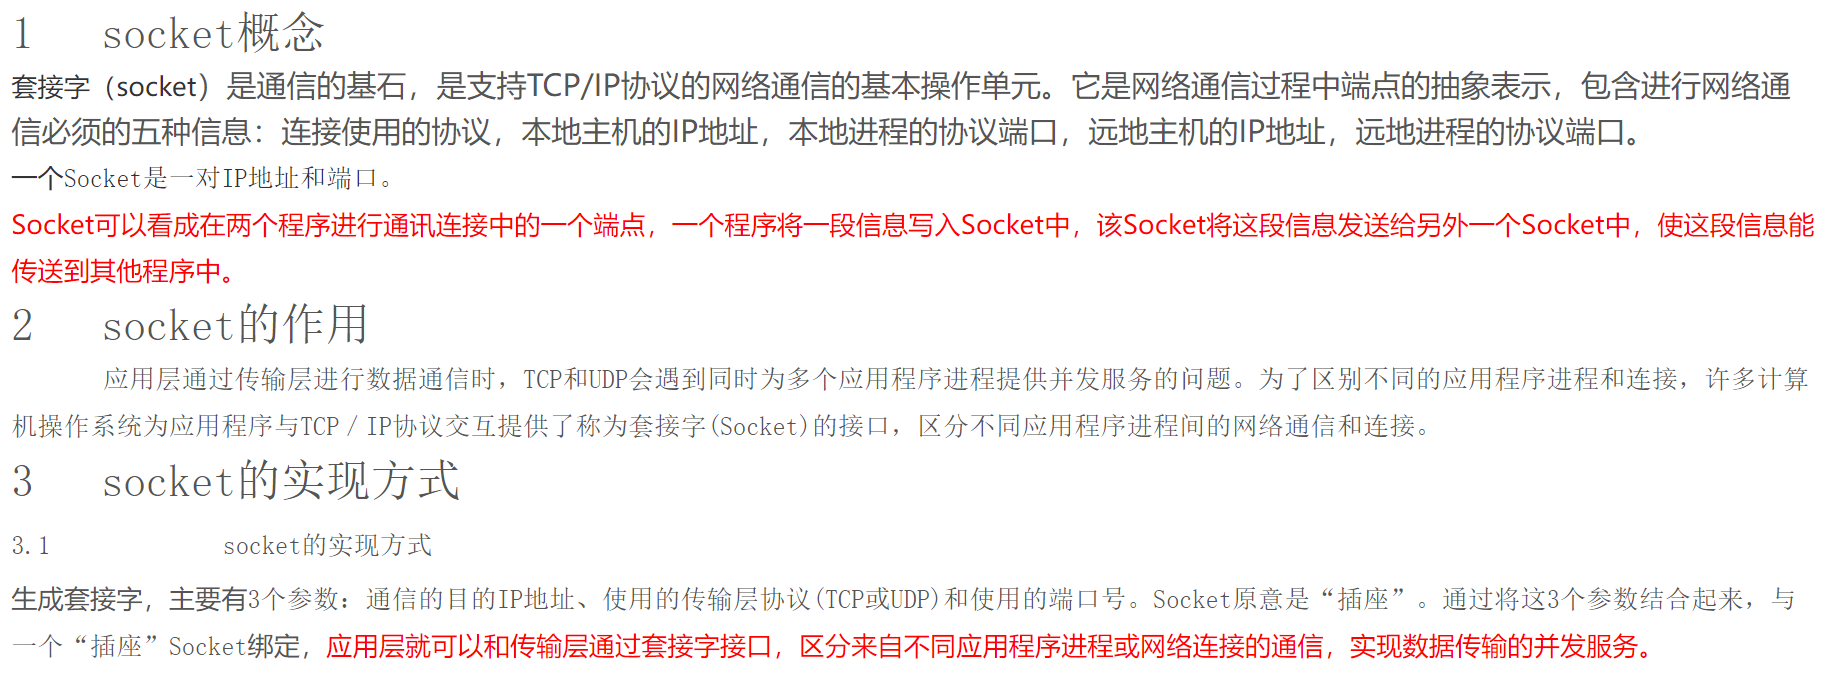 1 socket概念
套接字（socket）是通信的基石，是支持TCP/IP协议的网络通信的基本操作单元。它是网络通信过程中端点的抽象表示，包含进行网络通
信必须的五种信息：连接使用的协议，本地主机的IP地址，本地进程的协议端口，远地主机的IP地址，远地进程的协议端口。
一个Socket是一对IP地址和端口。
Socket可以看成在两个程序进行通讯连接中的一个端点，一个程序将一段信息写入Socket中，该Socket将这段信息发送给另外一个Socket中，使这段信息能
传送到其他程序中。
2 socket的作用
应用层通过传输层进行数据通信时，TCP和UDP会遇到同时为多个应用程序进程提供并发服务的问题。为了区别不同的应用程序进程和连接，许多计算
机操作系统为应用程序与TCP／IP协议交互提供了称为套接字(Socket)的接口，区分不同应用程序进程间的网络通信和连接。
3 socket的实现方式
3.1 socket的实现方式
生成套接字，主要有3个参数：通信的目的IP地址、使用的传输层协议(TCP或UDP)和使用的端口号。Socket原意是“插座”。通过将这3个参数结合起来，与
一个“插座”Socket绑定，应用层就可以和传输层通过套接字接口，区分来自不同应用程序进程或网络连接的通信，实现数据传输的并发服务。